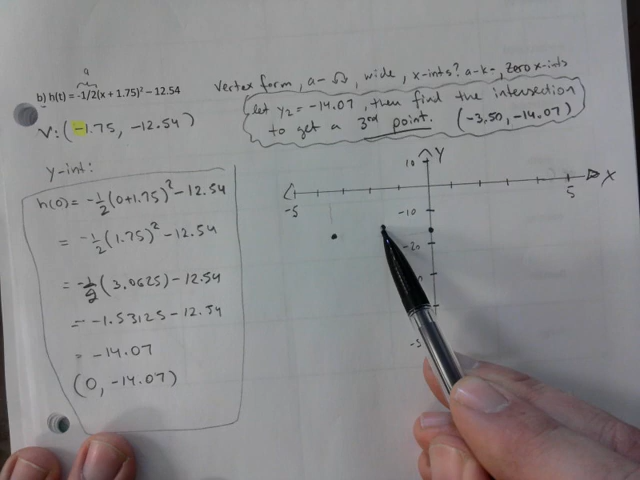 a
b) h(t) = -1/2(x + 1.75)² - 12.54
Vertex form, a - ∩, wide, x-ints? a - k -, zero x-ints
let y₂ = -14.07, then find the intersection
to get a 3rd point. (-3.50, -14.07)
V: (-1.75, -12.54)
y-int:
h(0) = -½(0+1.75)² - 12.54
= -½(1.75)² - 12.54
= -½(3.0625) - 12.54
= -1.53125 - 12.54
= -14.07
(0, -14.07)
10 Y
-5 5 X
-10
-20